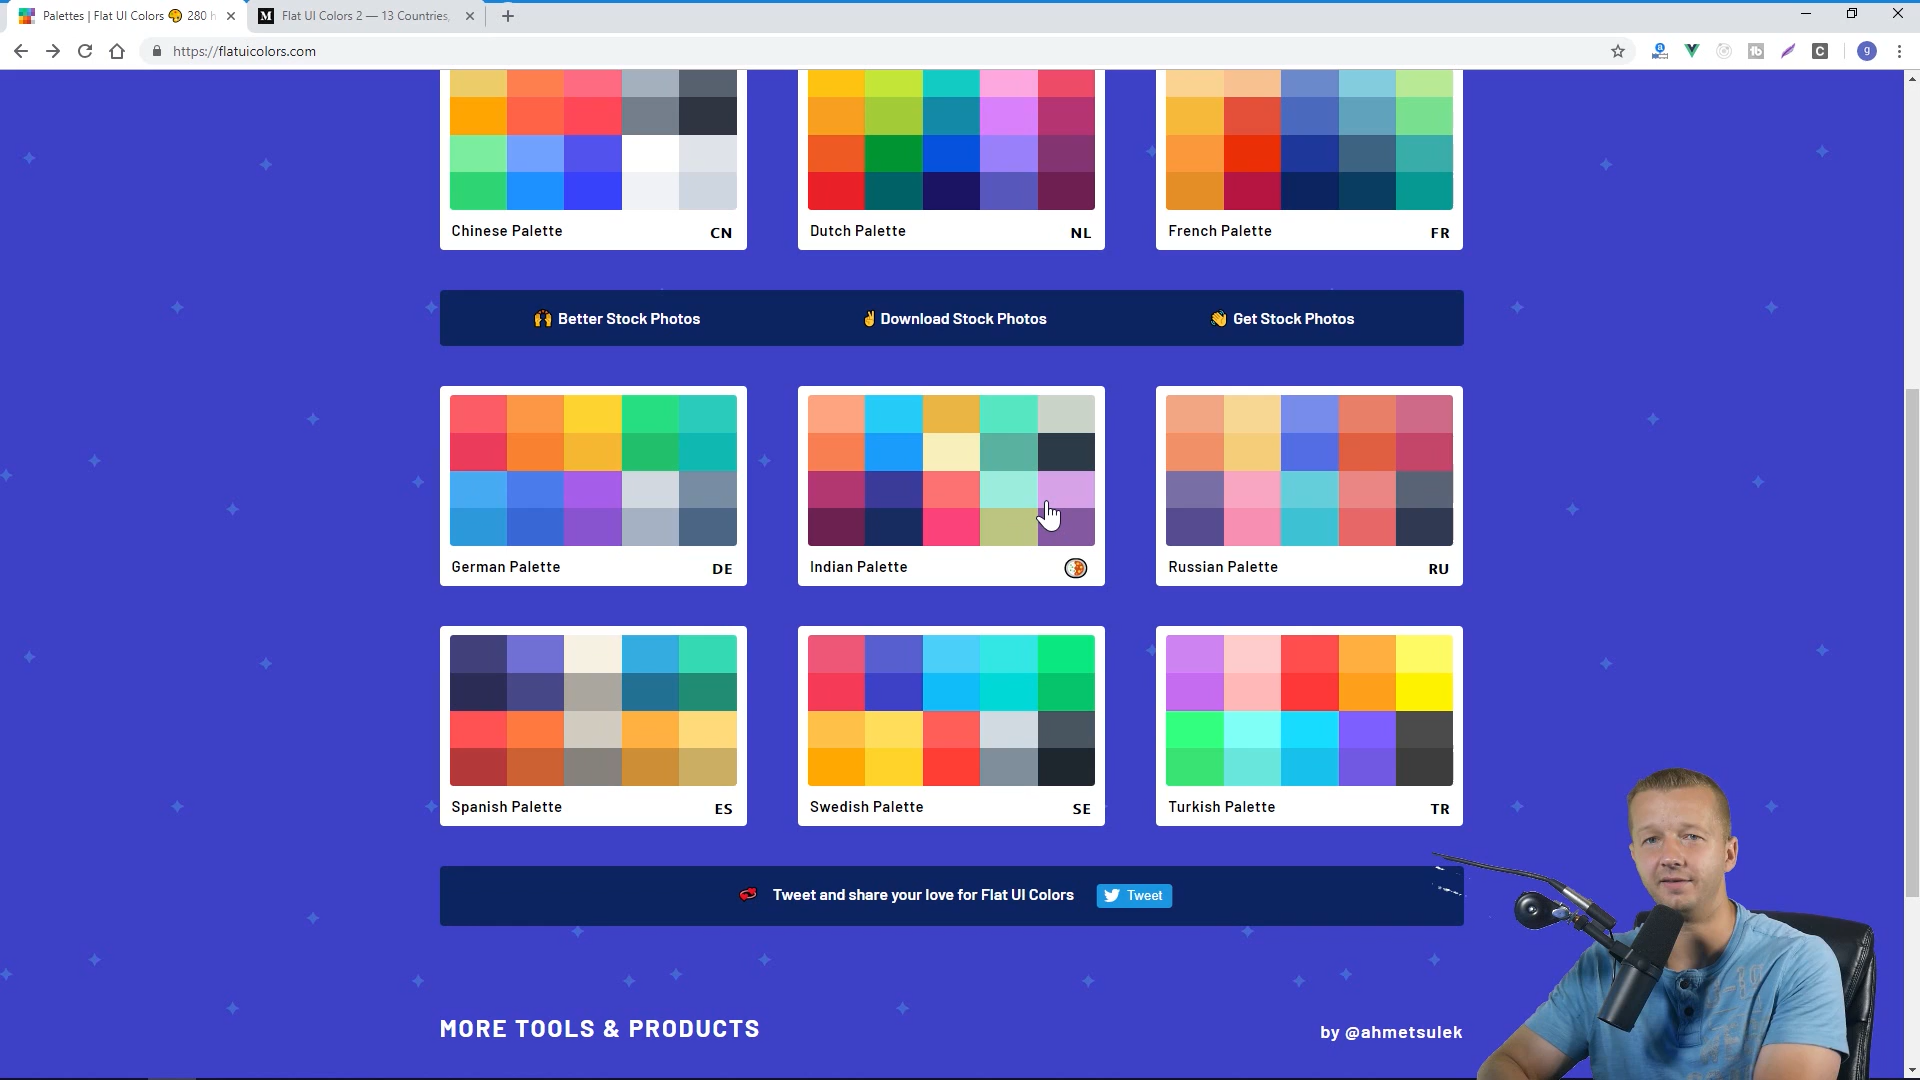 Palettes | Flat UI Colors 🎨 280 h
Flat UI Colors 2 — 13 Countries,
https://flatuicolors.com
Chinese Palette CN
Dutch Palette NL
French Palette FR
Better Stock Photos
Download Stock Photos
Get Stock Photos
German Palette DE
Indian Palette
Russian Palette RU
Spanish Palette ES
Swedish Palette SE
Turkish Palette TR
Tweet and share your love for Flat UI Colors Tweet
MORE TOOLS & PRODUCTS
by @ahmetsulek